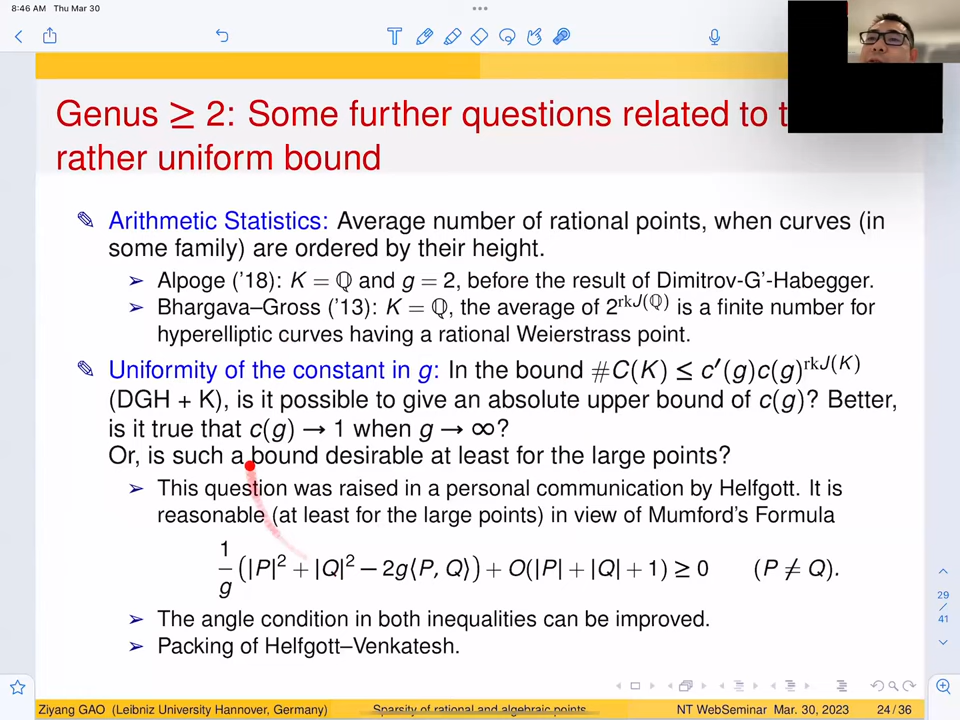 8:46 AM Thu Mar 30
Genus ≥ 2: Some further questions related to t
rather uniform bound
Arithmetic Statistics: Average number of rational points, when curves (in
some family) are ordered by their height.
Alpoge ('18): K = ℚ and g = 2, before the result of Dimitrov-G'-Habegger.
Bhargava–Gross ('13): K = ℚ, the average of 2^{rkJ(ℚ)} is a finite number for
hyperelliptic curves having a rational Weierstrass point.
Uniformity of the constant in g: In the bound #C(K) ≤ c′(g)c(g)^{rkJ(K)}
(DGH + K), is it possible to give an absolute upper bound of c(g)? Better,
is it true that c(g) → 1 when g → ∞?
Or, is such a bound desirable at least for the large points?
This question was raised in a personal communication by Helfgott. It is
reasonable (at least for the large points) in view of Mumford's Formula
1/g (|P|² + |Q|² − 2g⟨P, Q⟩) + O(|P| + |Q| + 1) ≥ 0 (P ≠ Q).
The angle condition in both inequalities can be improved.
Packing of Helfgott–Venkatesh.
29
/
41
Ziyang GAO (Leibniz University Hannover, Germany) Sparsity of rational and algebraic points NT WebSeminar Mar. 30, 2023 24 / 36